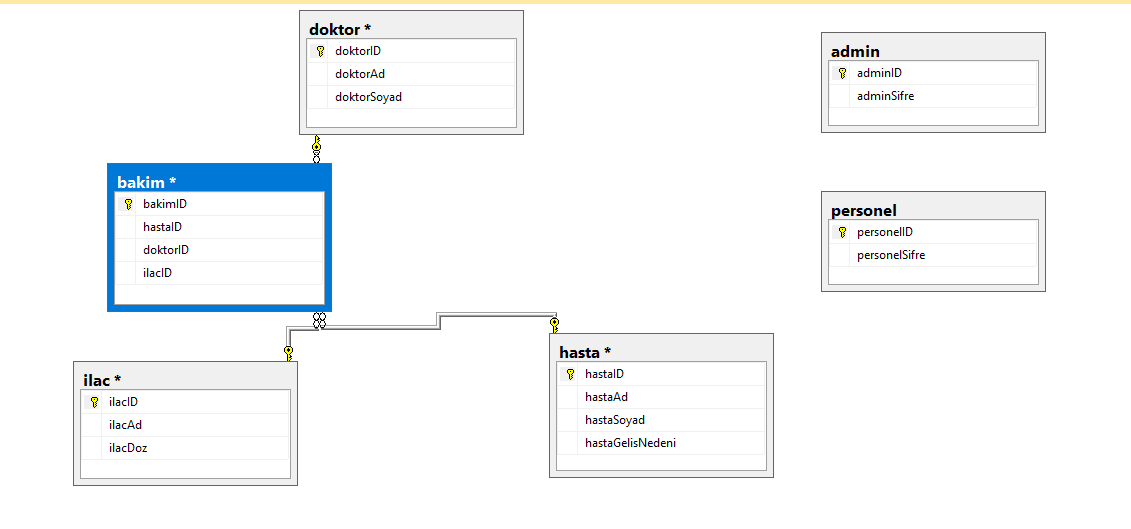 doktor *
doktorID
doktorAd
doktorSoyad
admin
adminID
adminSifre
bakim *
bakimID
hastaID
doktorID
ilacID
personel
personelID
personelSifre
ilac *
ilacID
ilacAd
ilacDoz
hasta *
hastaID
hastaAd
hastaSoyad
hastaGelisNedeni